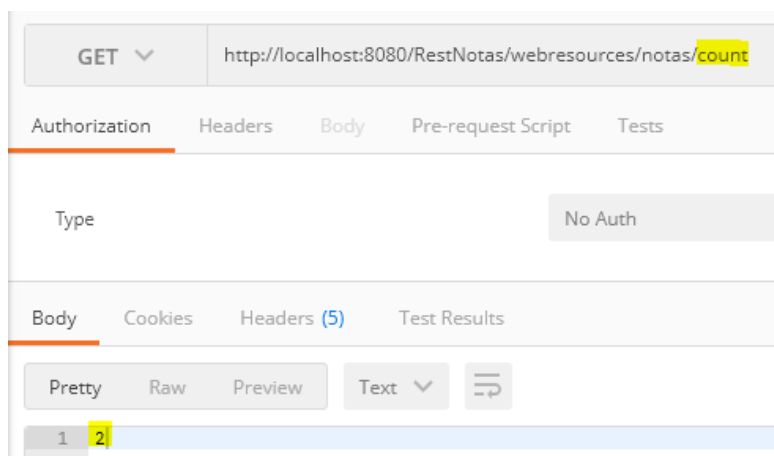 GET http://localhost:8080/RestNotas/webresources/notas/count
Authorization Headers Body Pre-request Script Tests
Type No Auth
Body Cookies Headers (5) Test Results
Pretty Raw Preview Text
1 2